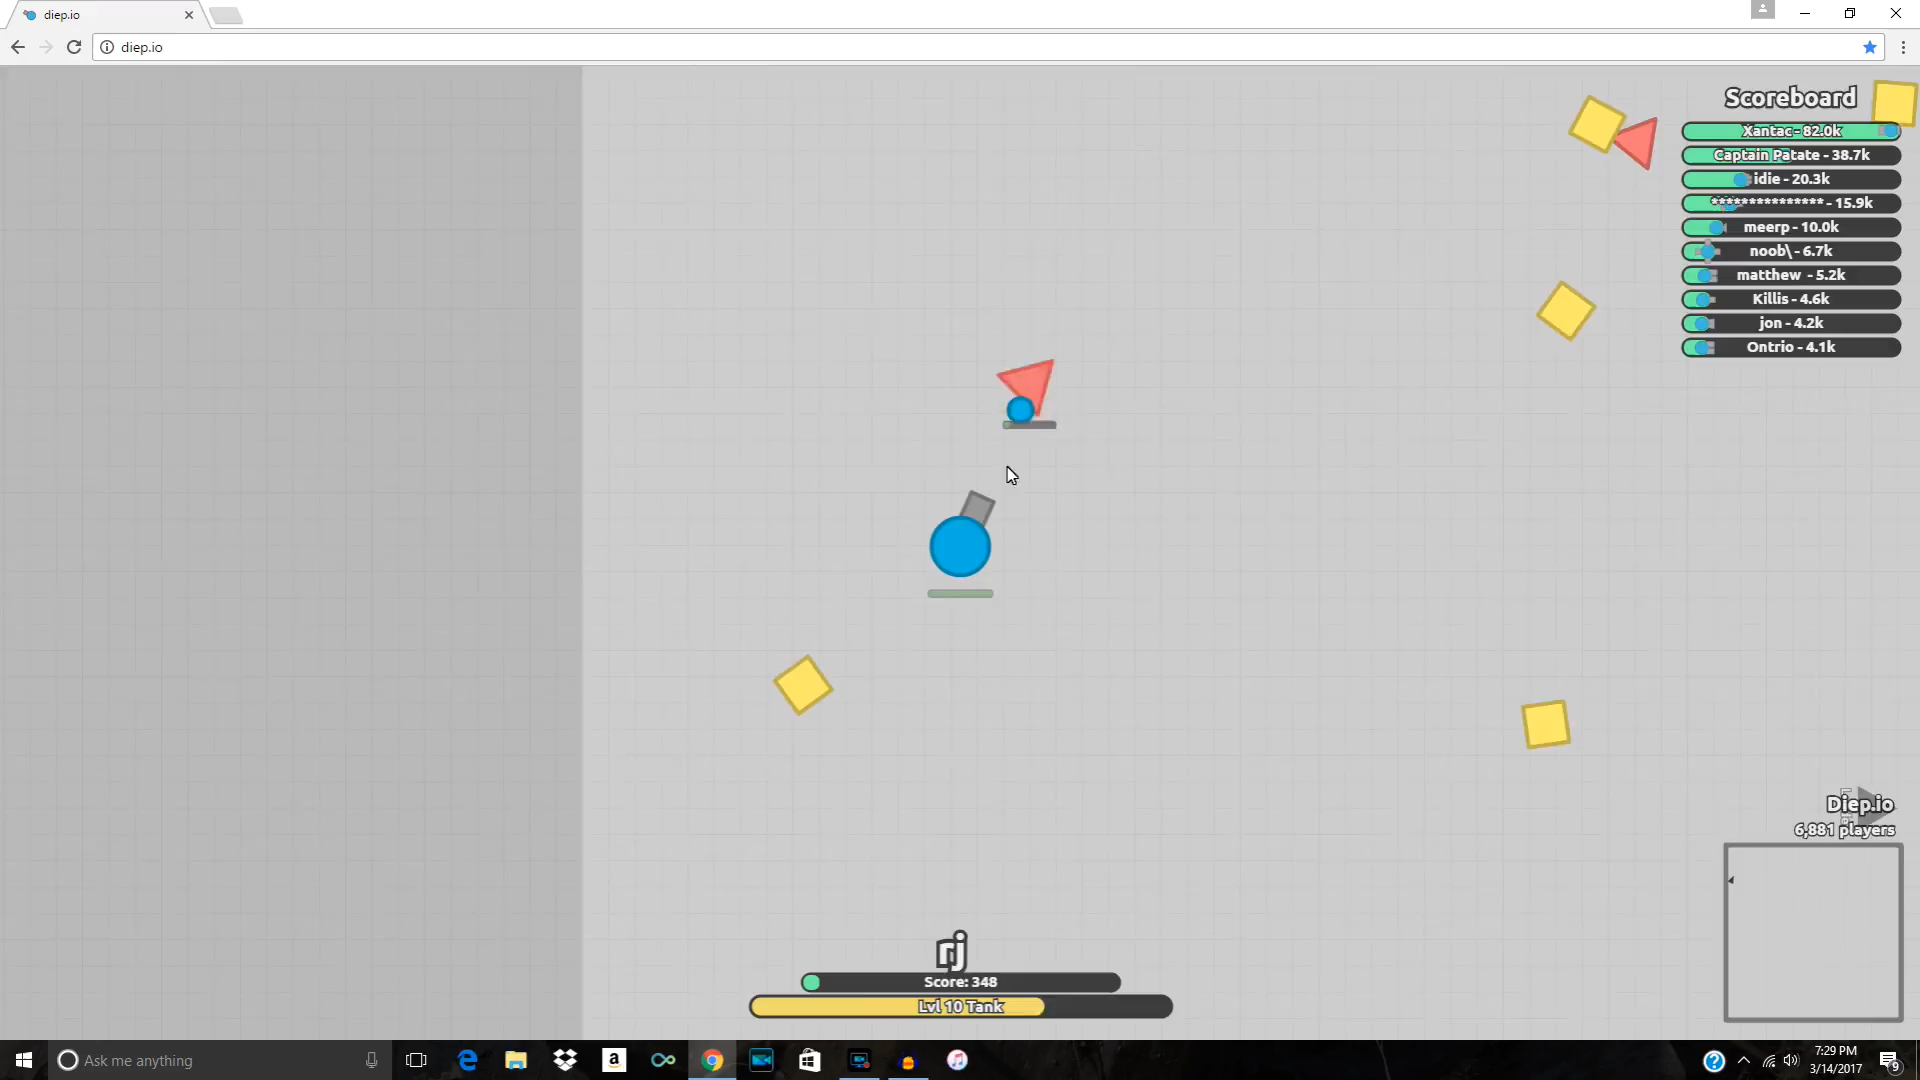 diep.io
diep.io
Scoreboard
Xantac - 82.0k
Captain Patate - 38.7k
idie - 20.3k
*************** - 15.9k
meerp - 10.0k
noob\ - 6.7k
matthew - 5.2k
Killis - 4.6k
jon - 4.2k
Ontrio - 4.1k
Diep.io
6,881 players
rj
Score: 348
Lvl 10 Tank
Ask me anything
7:29 PM
3/14/2017
9